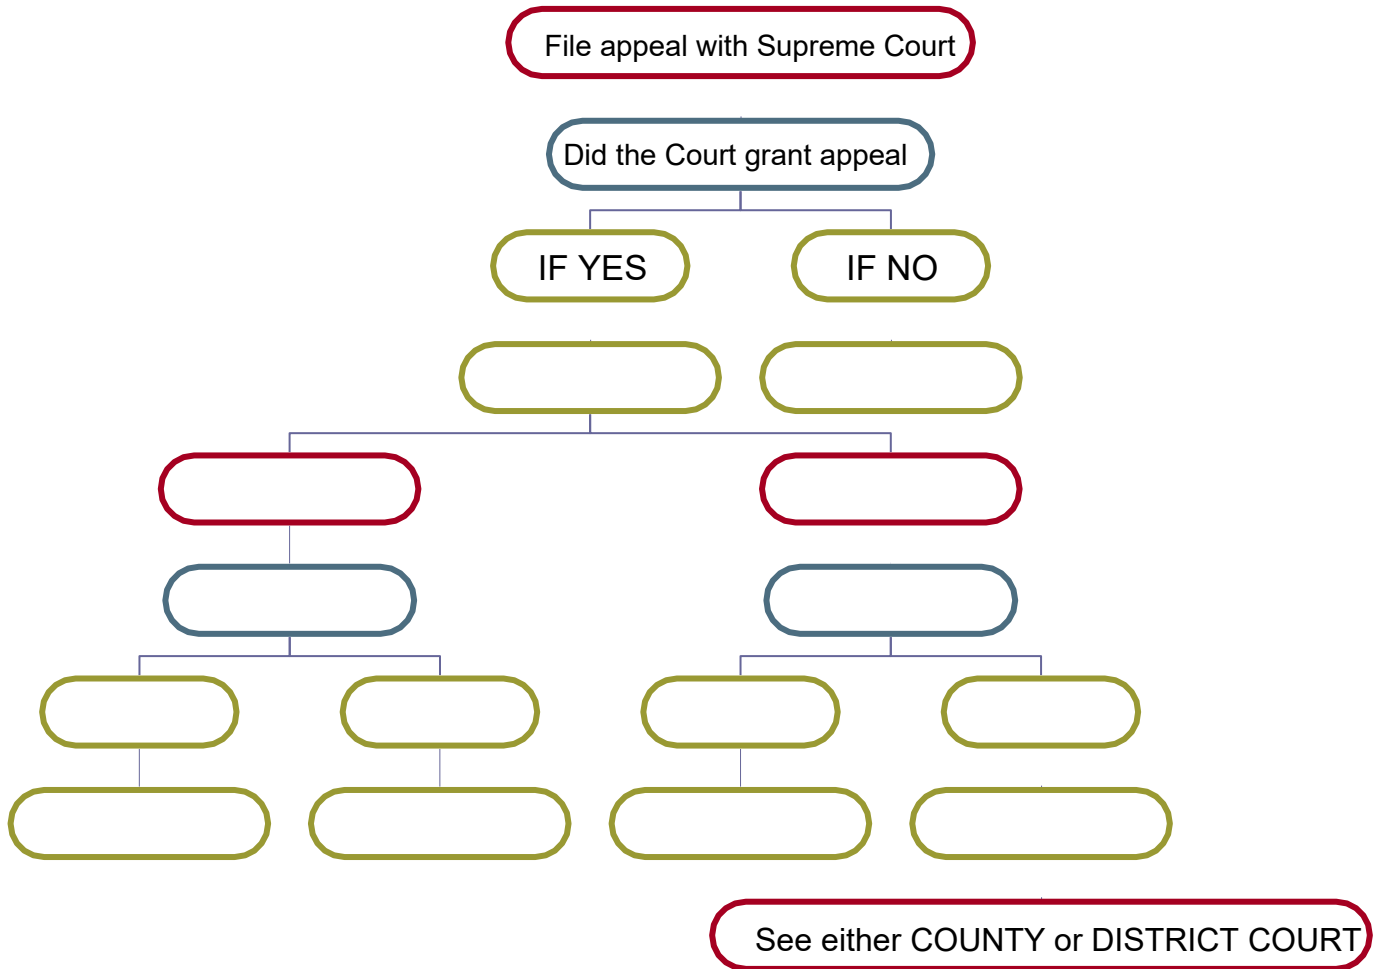 File appeal with Supreme Court
Did the Court grant appeal
IF YES
IF NO
See either COUNTY or DISTRICT COURT